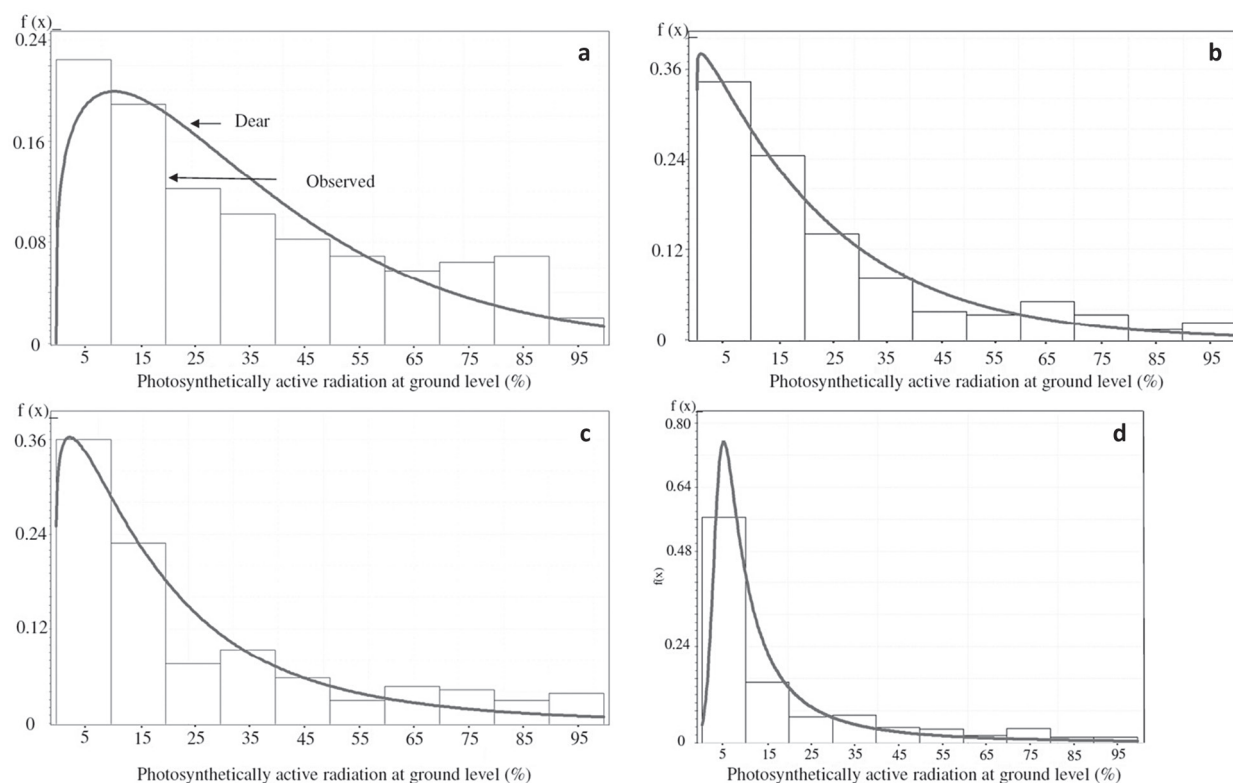 f (x)
0.24
0.16
0.08
0
a
Dear
Observed
5 15 25 35 45 55 65 75 85 95
Photosynthetically active radiation at ground level (%)
f (x)
0.36
0.24
0.12
0
b
5 15 25 35 45 55 65 75 85 95
Photosynthetically active radiation at ground level (%)
f (x)
0.36
0.24
0.12
0
c
5 15 25 35 45 55 65 75 85 95
Photosynthetically active radiation at ground level (%)
f (x)
0.80
0.64
0.48
f(x)
0.24
0
d
5 15 25 35 45 55 65 75 85 95
Photosynthetically active radiation at ground level (%)